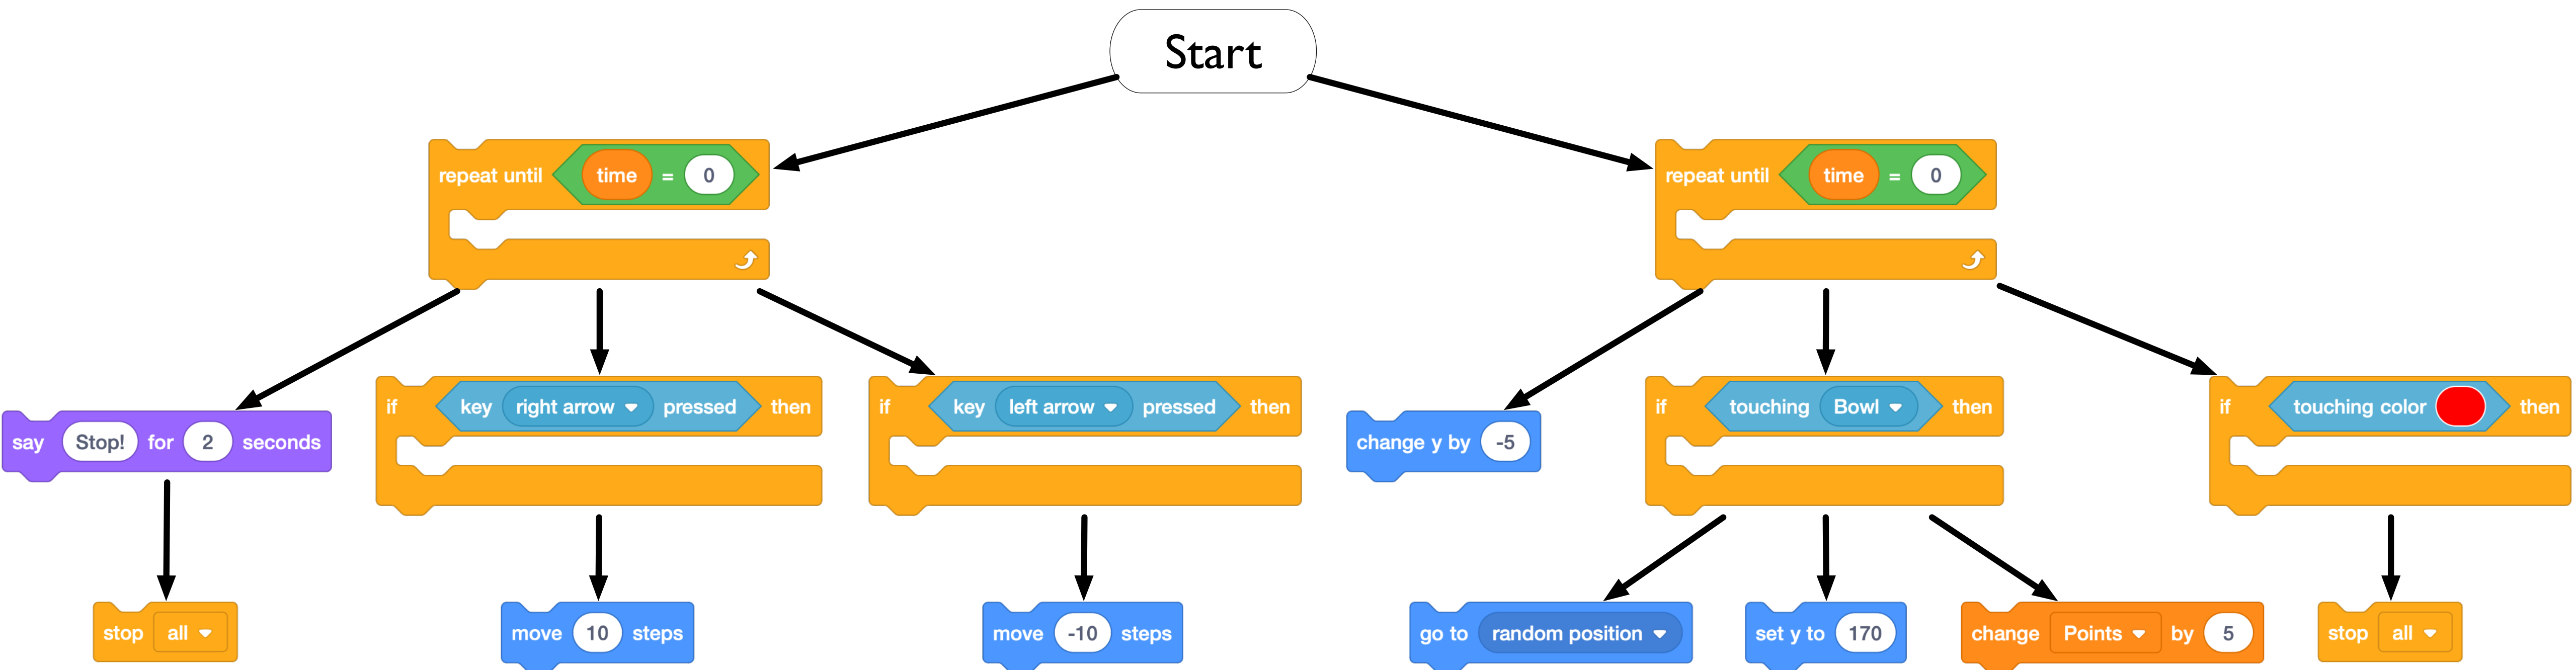 Start
repeat until time = 0
repeat until time = 0
say Stop! for 2 seconds
if key right arrow pressed then
if key left arrow pressed then
change y by -5
if touching Bowl then
if touching color then
stop all
move 10 steps
move -10 steps
go to random position
set y to 170
change Points by 5
stop all